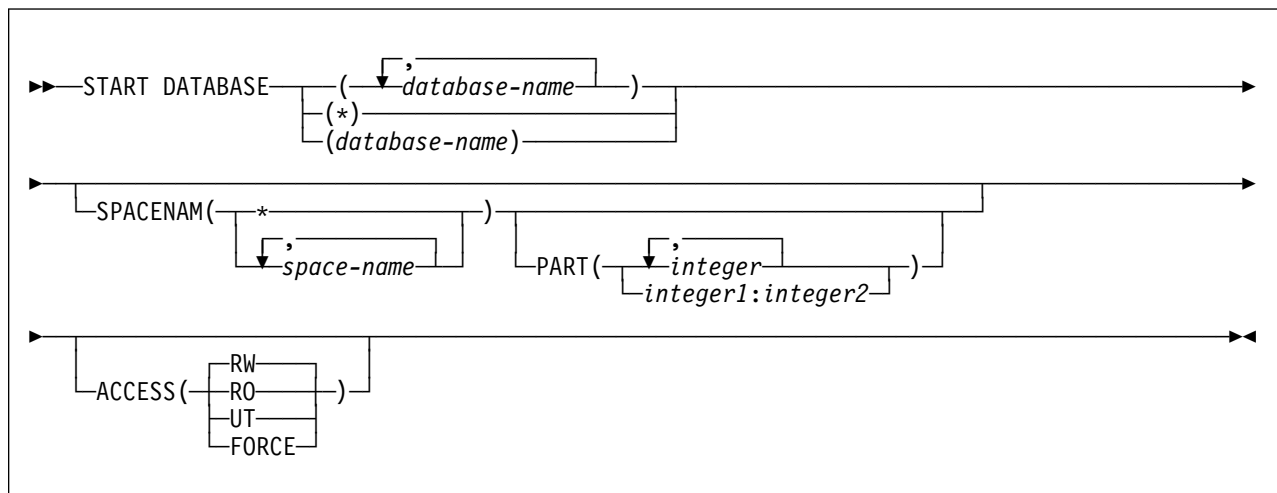 ,
START DATABASE ( database-name )
(*)
(database-name)
SPACENAM( * )
,
space-name
PART( , integer )
integer1:integer2
RW
ACCESS( RO )
UT
FORCE